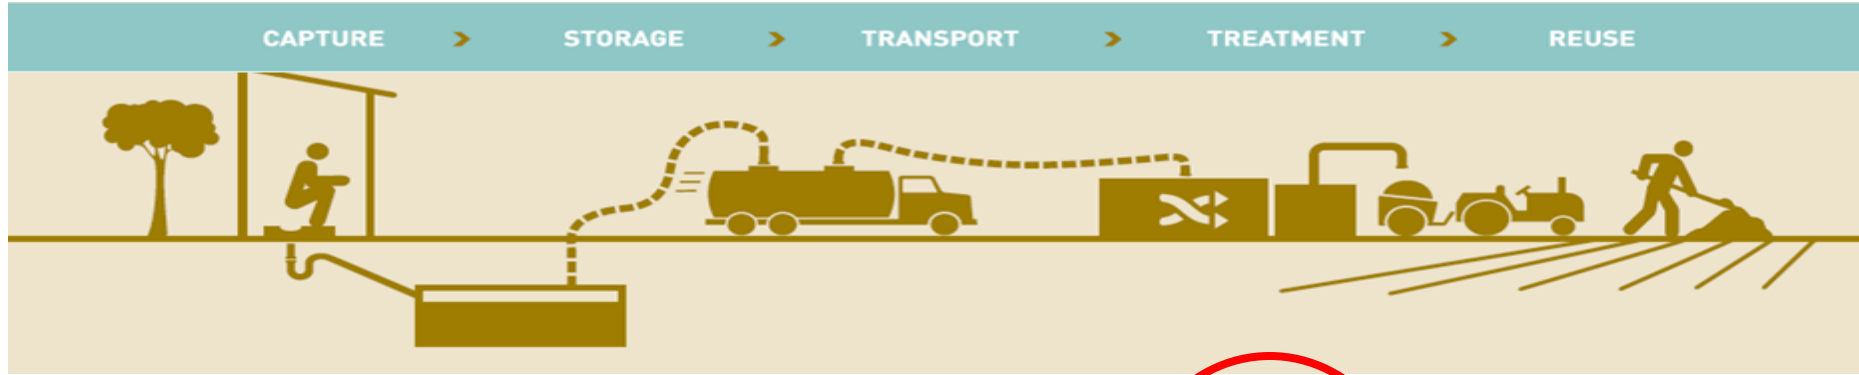 CAPTURE > STORAGE > TRANSPORT > TREATMENT > REUSE